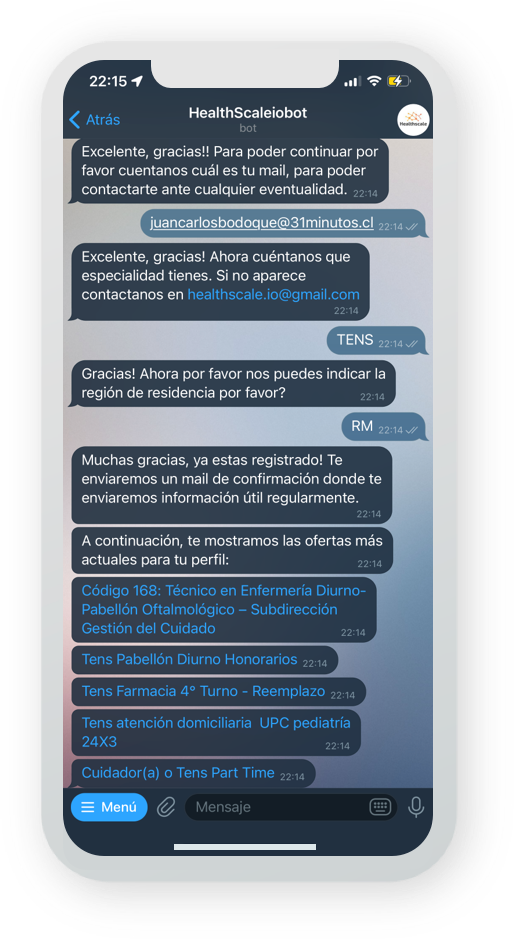 22:15
Atrás
HealthScaleiobot
bot
Healthscale
Excelente, gracias!! Para poder continuar por
favor cuentanos cuál es tu mail, para poder
contactarte ante cualquier eventualidad. 22:14
juancarlosbodoque@31minutos.cl 22:14
Excelente, gracias! Ahora cuéntanos que
especialidad tienes. Si no aparece
contactanos en healthscale.io@gmail.com
22:14
TENS 22:14
Gracias! Ahora por favor nos puedes indicar la
región de residencia por favor? 22:14
RM 22:14
Muchas gracias, ya estas registrado! Te
enviaremos un mail de confirmación donde te
enviaremos información útil regularmente.
22:14
A continuación, te mostramos las ofertas más
actuales para tu perfil: 22:14
Código 168: Técnico en Enfermería Diurno-
Pabellón Oftalmológico – Subdirección
Gestión del Cuidado 22:14
Tens Pabellón Diurno Honorarios 22:14
Tens Farmacia 4º Turno - Reemplazo 22:14
Tens atención domiciliaria  UPC pediatría
24X3 22:14
Cuidador(a) o Tens Part Time 22:14
Menú
Mensaje